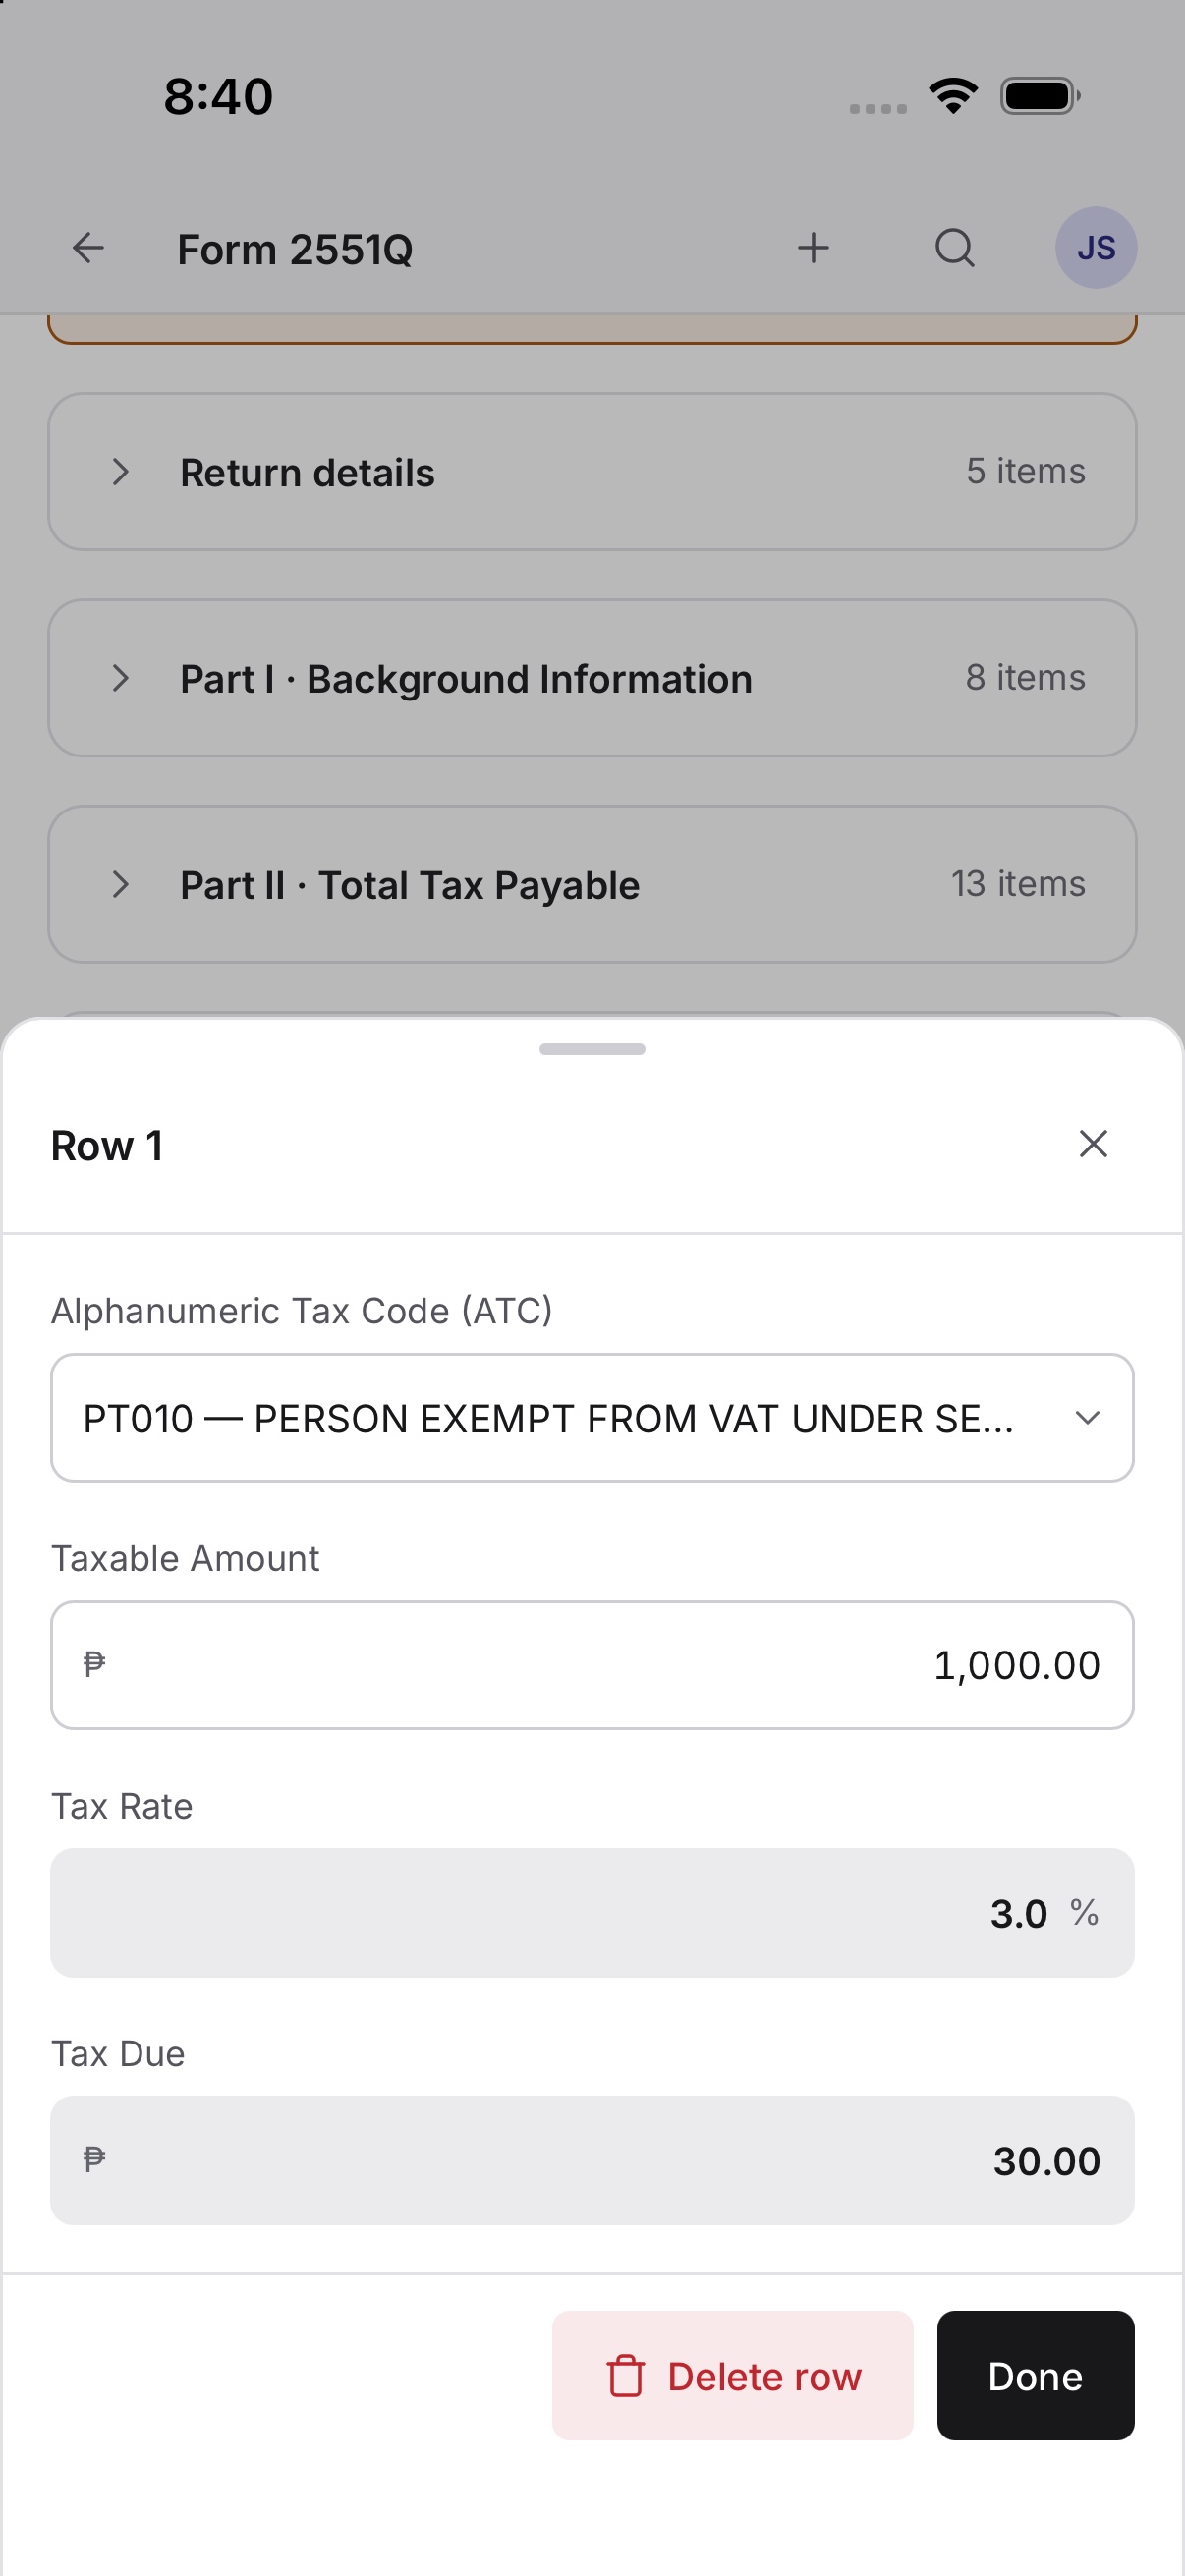 8:40
Form 2551Q
JS
Return details
5 items
Part I · Background Information
8 items
Part II · Total Tax Payable
13 items
Row 1
Alphanumeric Tax Code (ATC)
PT010 — PERSON EXEMPT FROM VAT UNDER SE...
Taxable Amount
₱ 1,000.00
Tax Rate
3.0 %
Tax Due
₱ 30.00
Delete row
Done